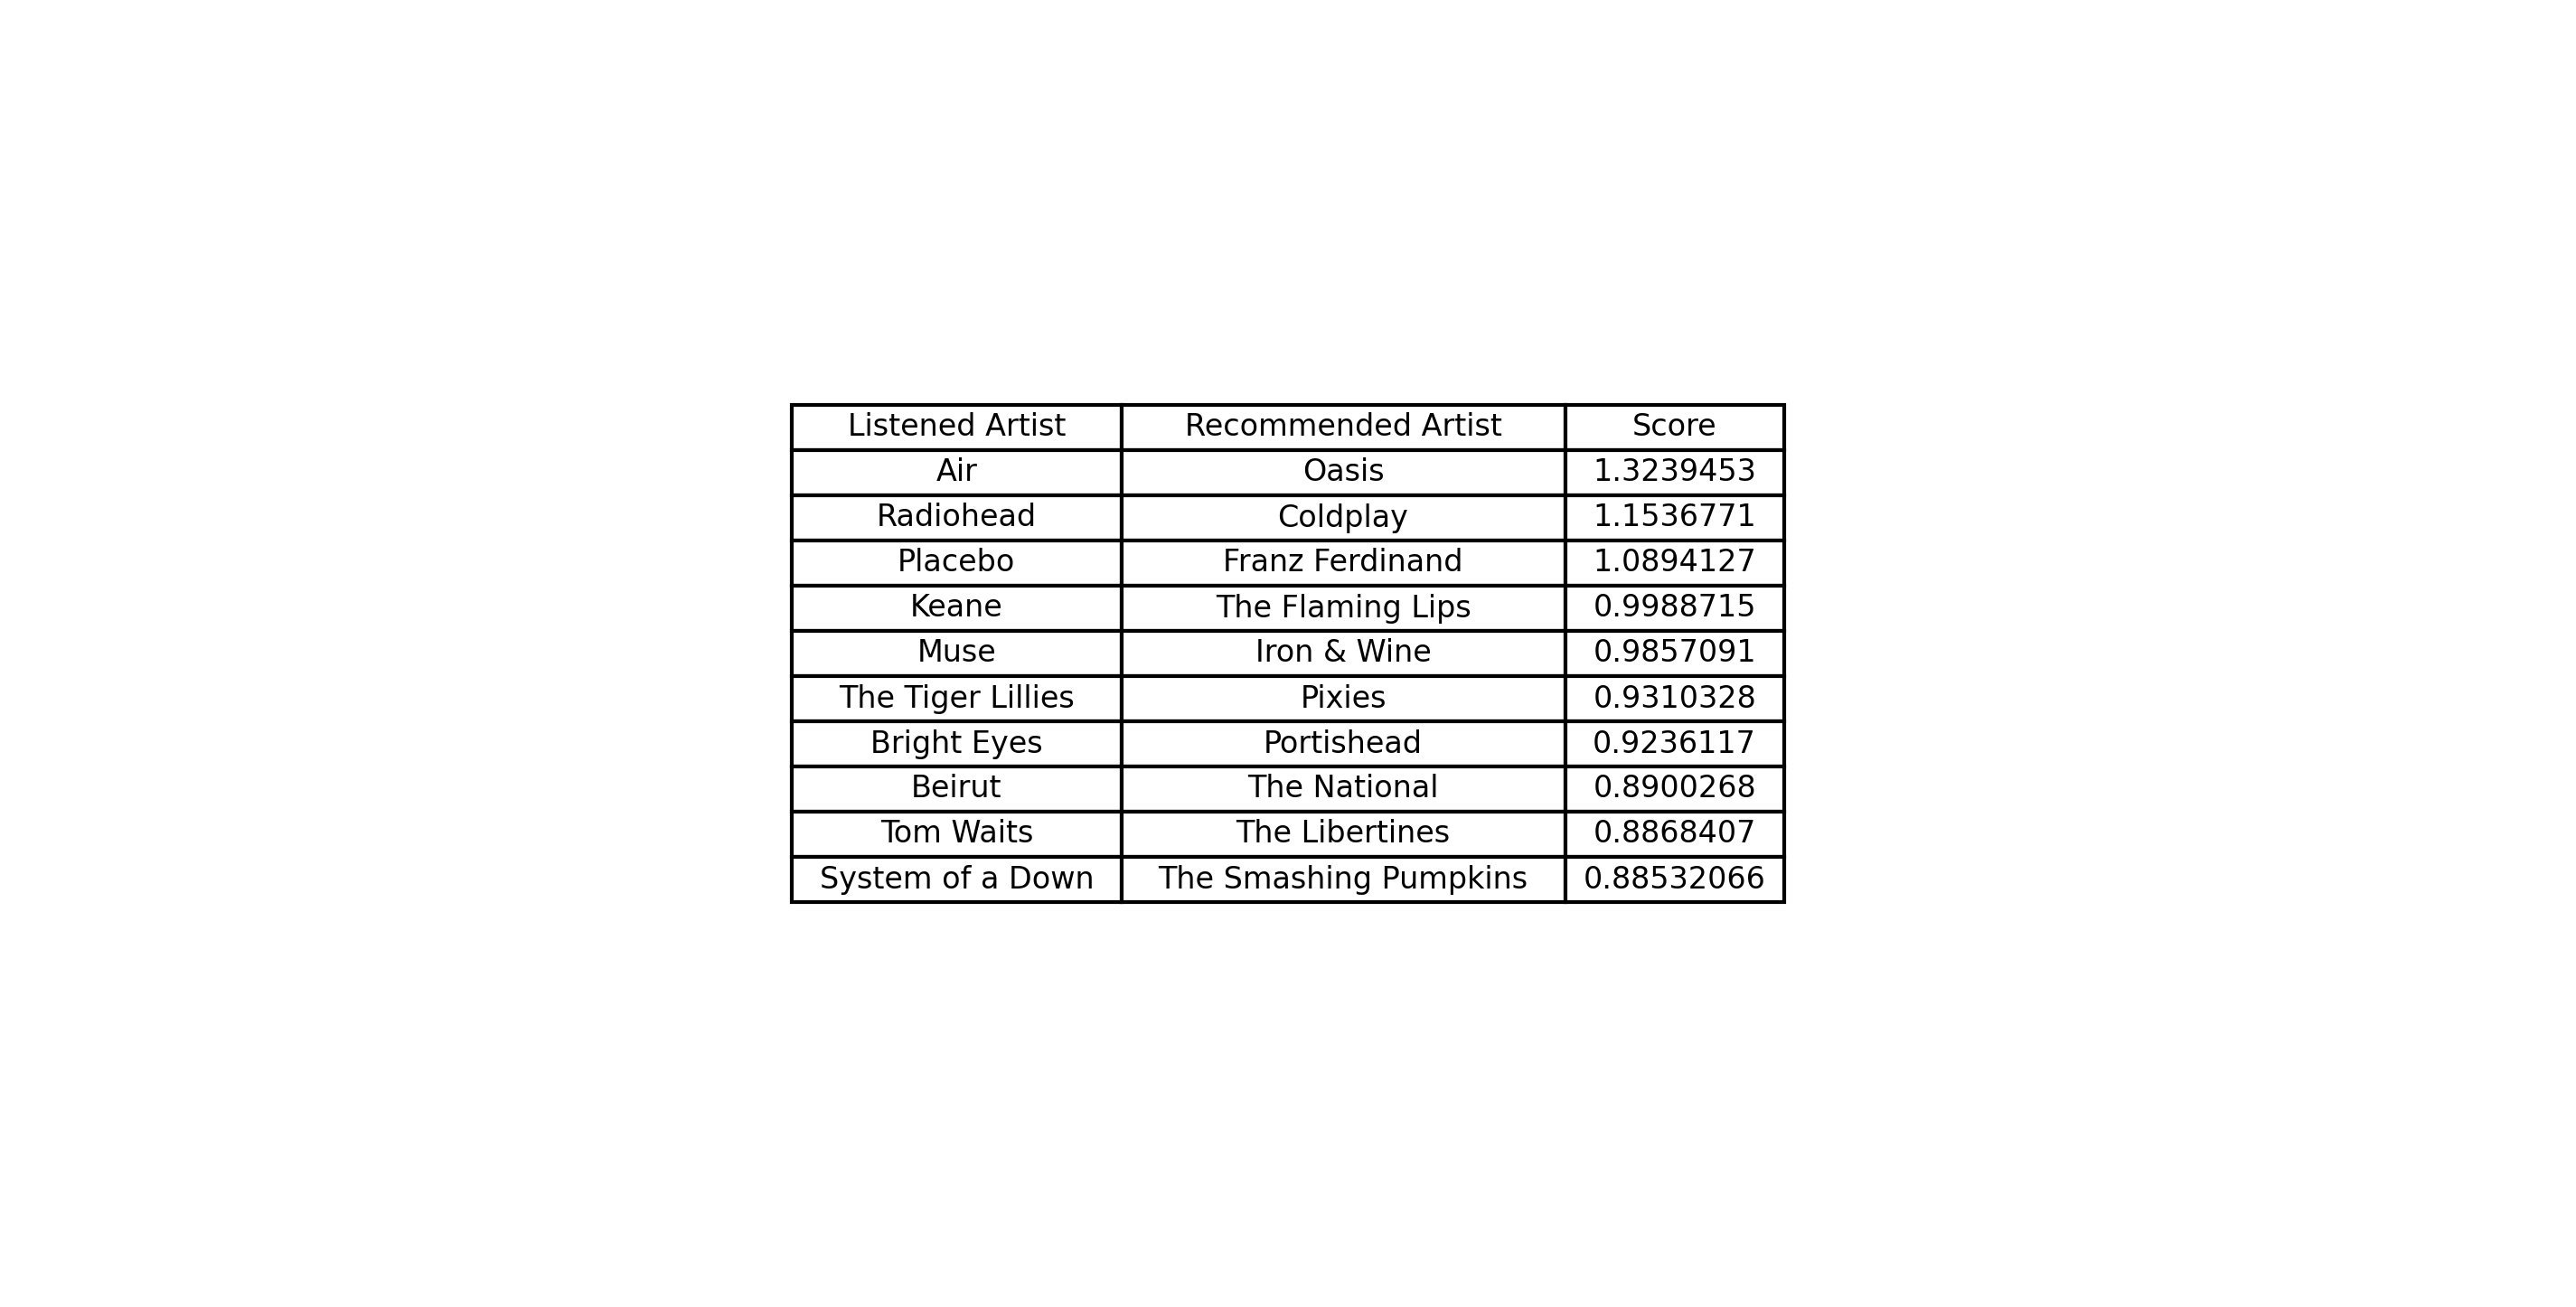 Listened Artist Recommended Artist Score
Air Oasis 1.3239453
Radiohead Coldplay 1.1536771
Placebo Franz Ferdinand 1.0894127
Keane The Flaming Lips 0.9988715
Muse Iron & Wine 0.9857091
The Tiger Lillies Pixies 0.9310328
Bright Eyes Portishead 0.9236117
Beirut The National 0.8900268
Tom Waits The Libertines 0.8868407
System of a Down The Smashing Pumpkins 0.88532066